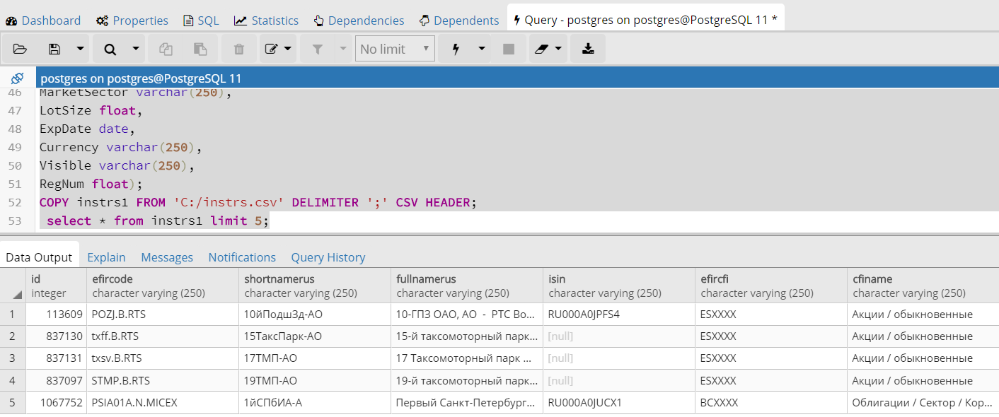 Dashboard Properties SQL Statistics Dependencies Dependents Query - postgres on postgres@PostgreSQL 11 *
No limit
postgres on postgres@PostgreSQL 11
46 MarketSector varchar(250),
47 LotSize float,
48 ExpDate date,
49 Currency varchar(250),
50 Visible varchar(250),
51 RegNum float);
52 COPY instrs1 FROM 'C:/instrs.csv' DELIMITER ';' CSV HEADER;
53 select * from instrs1 limit 5;
Data Output Explain Messages Notifications Query History
id efircode shortnamerus fullnamerus isin efircfi cfiname
integer character varying (250) character varying (250) character varying (250) character varying (250) character varying (250) character varying (250)
1 113609 POZJ.B.RTS 10йПодшЗд-АО 10-ГПЗ ОАО, АО - РТС Во... RU000A0JPFS4 ESXXXX Акции / обыкновенные
2 837130 txff.B.RTS 15ТаксПарк-АО 15-й таксомоторный парк... [null] ESXXXX Акции / обыкновенные
3 837131 txsv.B.RTS 17ТМП-АО 17 Таксомоторный парк ... [null] ESXXXX Акции / обыкновенные
4 837097 STMP.B.RTS 19ТМП-АО 19-й таксомоторный парк... [null] ESXXXX Акции / обыкновенные
5 1067752 PSIA01A.N.MICEX 1йСПбИА-А Первый Санкт-Петербург... RU000A0JUCX1 BCXXXX Облигации / Сектор / Кор...